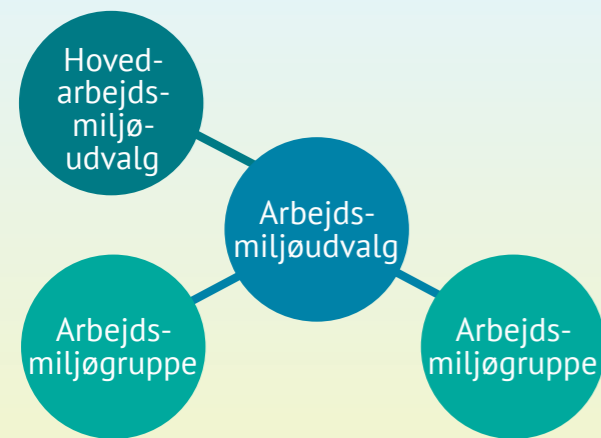 Hoved-
arbejds-
miljø-
udvalg
Arbejds-
miljøudvalg
Arbejds-
miljøgruppe
Arbejds-
miljøgruppe